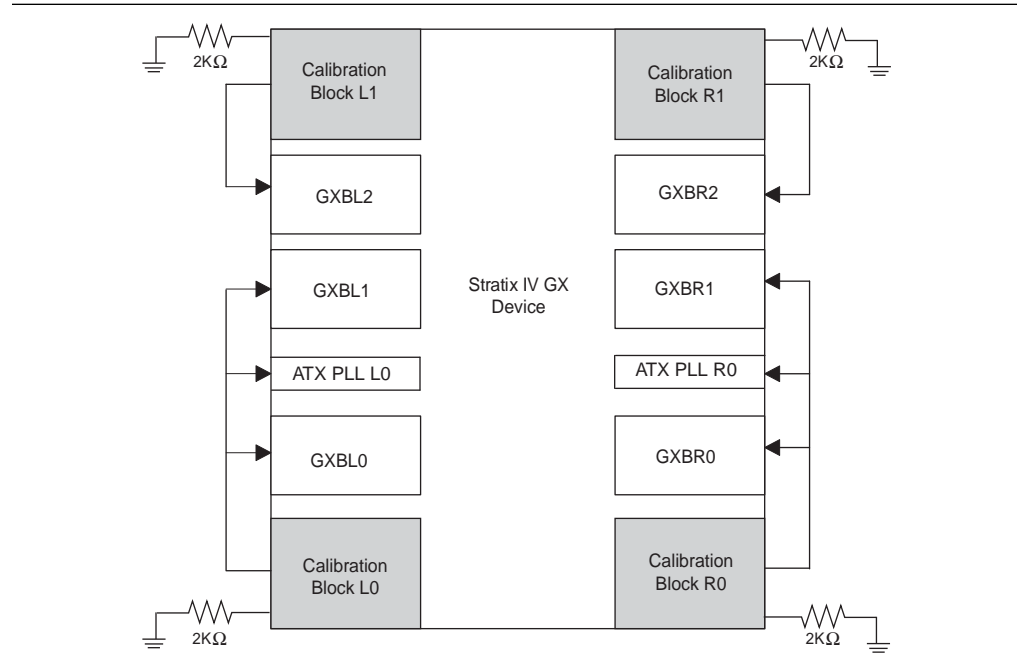 2KΩ
Calibration
Block L1
Calibration
Block R1
2KΩ
GXBL2
GXBR2
GXBL1
Stratix IV GX
Device
GXBR1
ATX PLL L0
ATX PLL R0
GXBL0
GXBR0
Calibration
Block L0
Calibration
Block R0
2KΩ
2KΩ